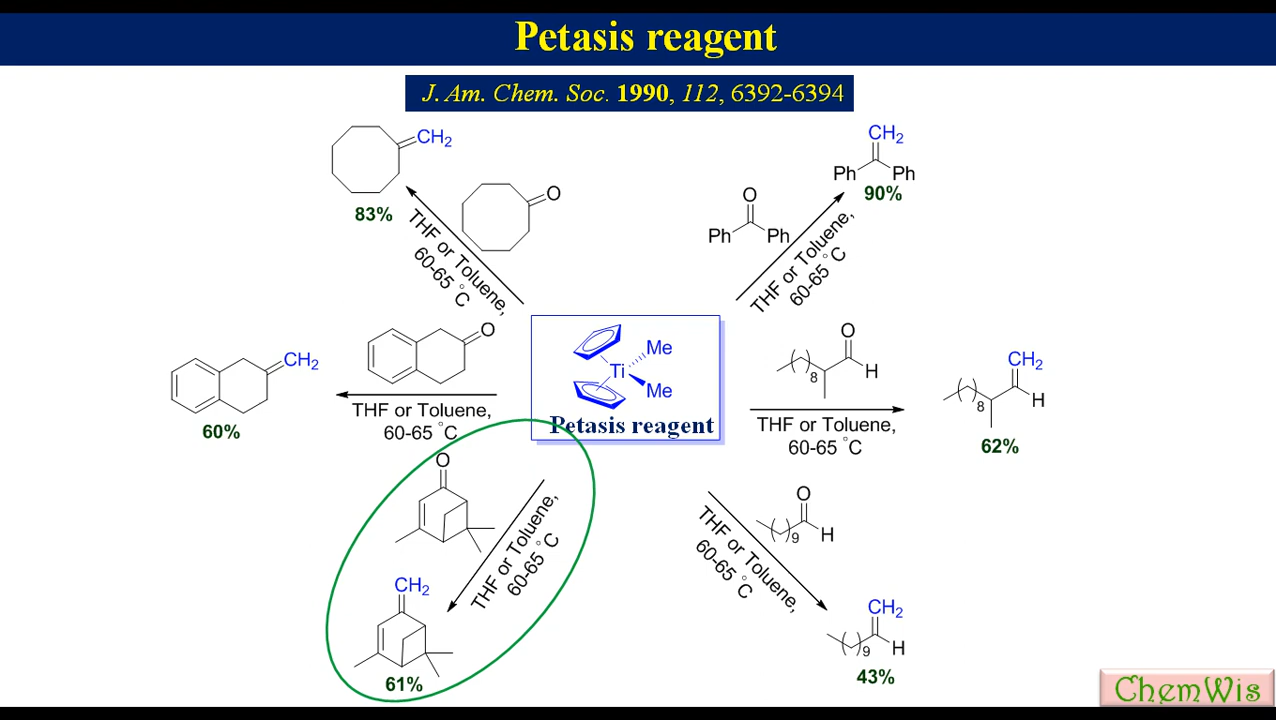 Petasis reagent
J. Am. Chem. Soc. 1990, 112, 6392-6394
CH2
83%
O
THF or Toluene,
60-65 °C
O
Ph Ph
CH2
Ph Ph
90%
THF or Toluene,
60-65 °C
CH2
60%
O
THF or Toluene,
60-65 °C
Ti
Me
Me
Petasis reagent
O
( )8 H
THF or Toluene,
60-65 °C
CH2
( )8 H
62%
O
THF or Toluene,
60-65 °C
CH2
61%
O
( )9 H
THF or Toluene,
60-65 °C
CH2
( )9 H
43%
ChemWis